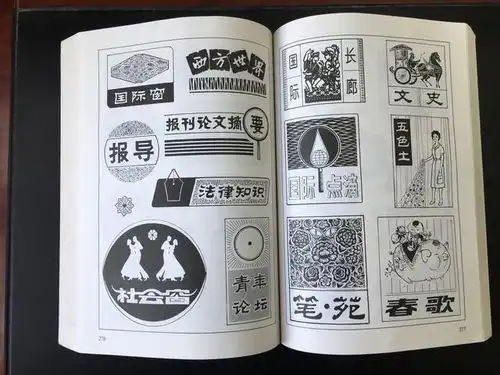 国际窗
西方世界
报导
报刊论文摘要
法律知识
社会窗
青年
论坛
276
国际
长廊
文史
国际
点滴
五色土
笔·苑
春歌
277